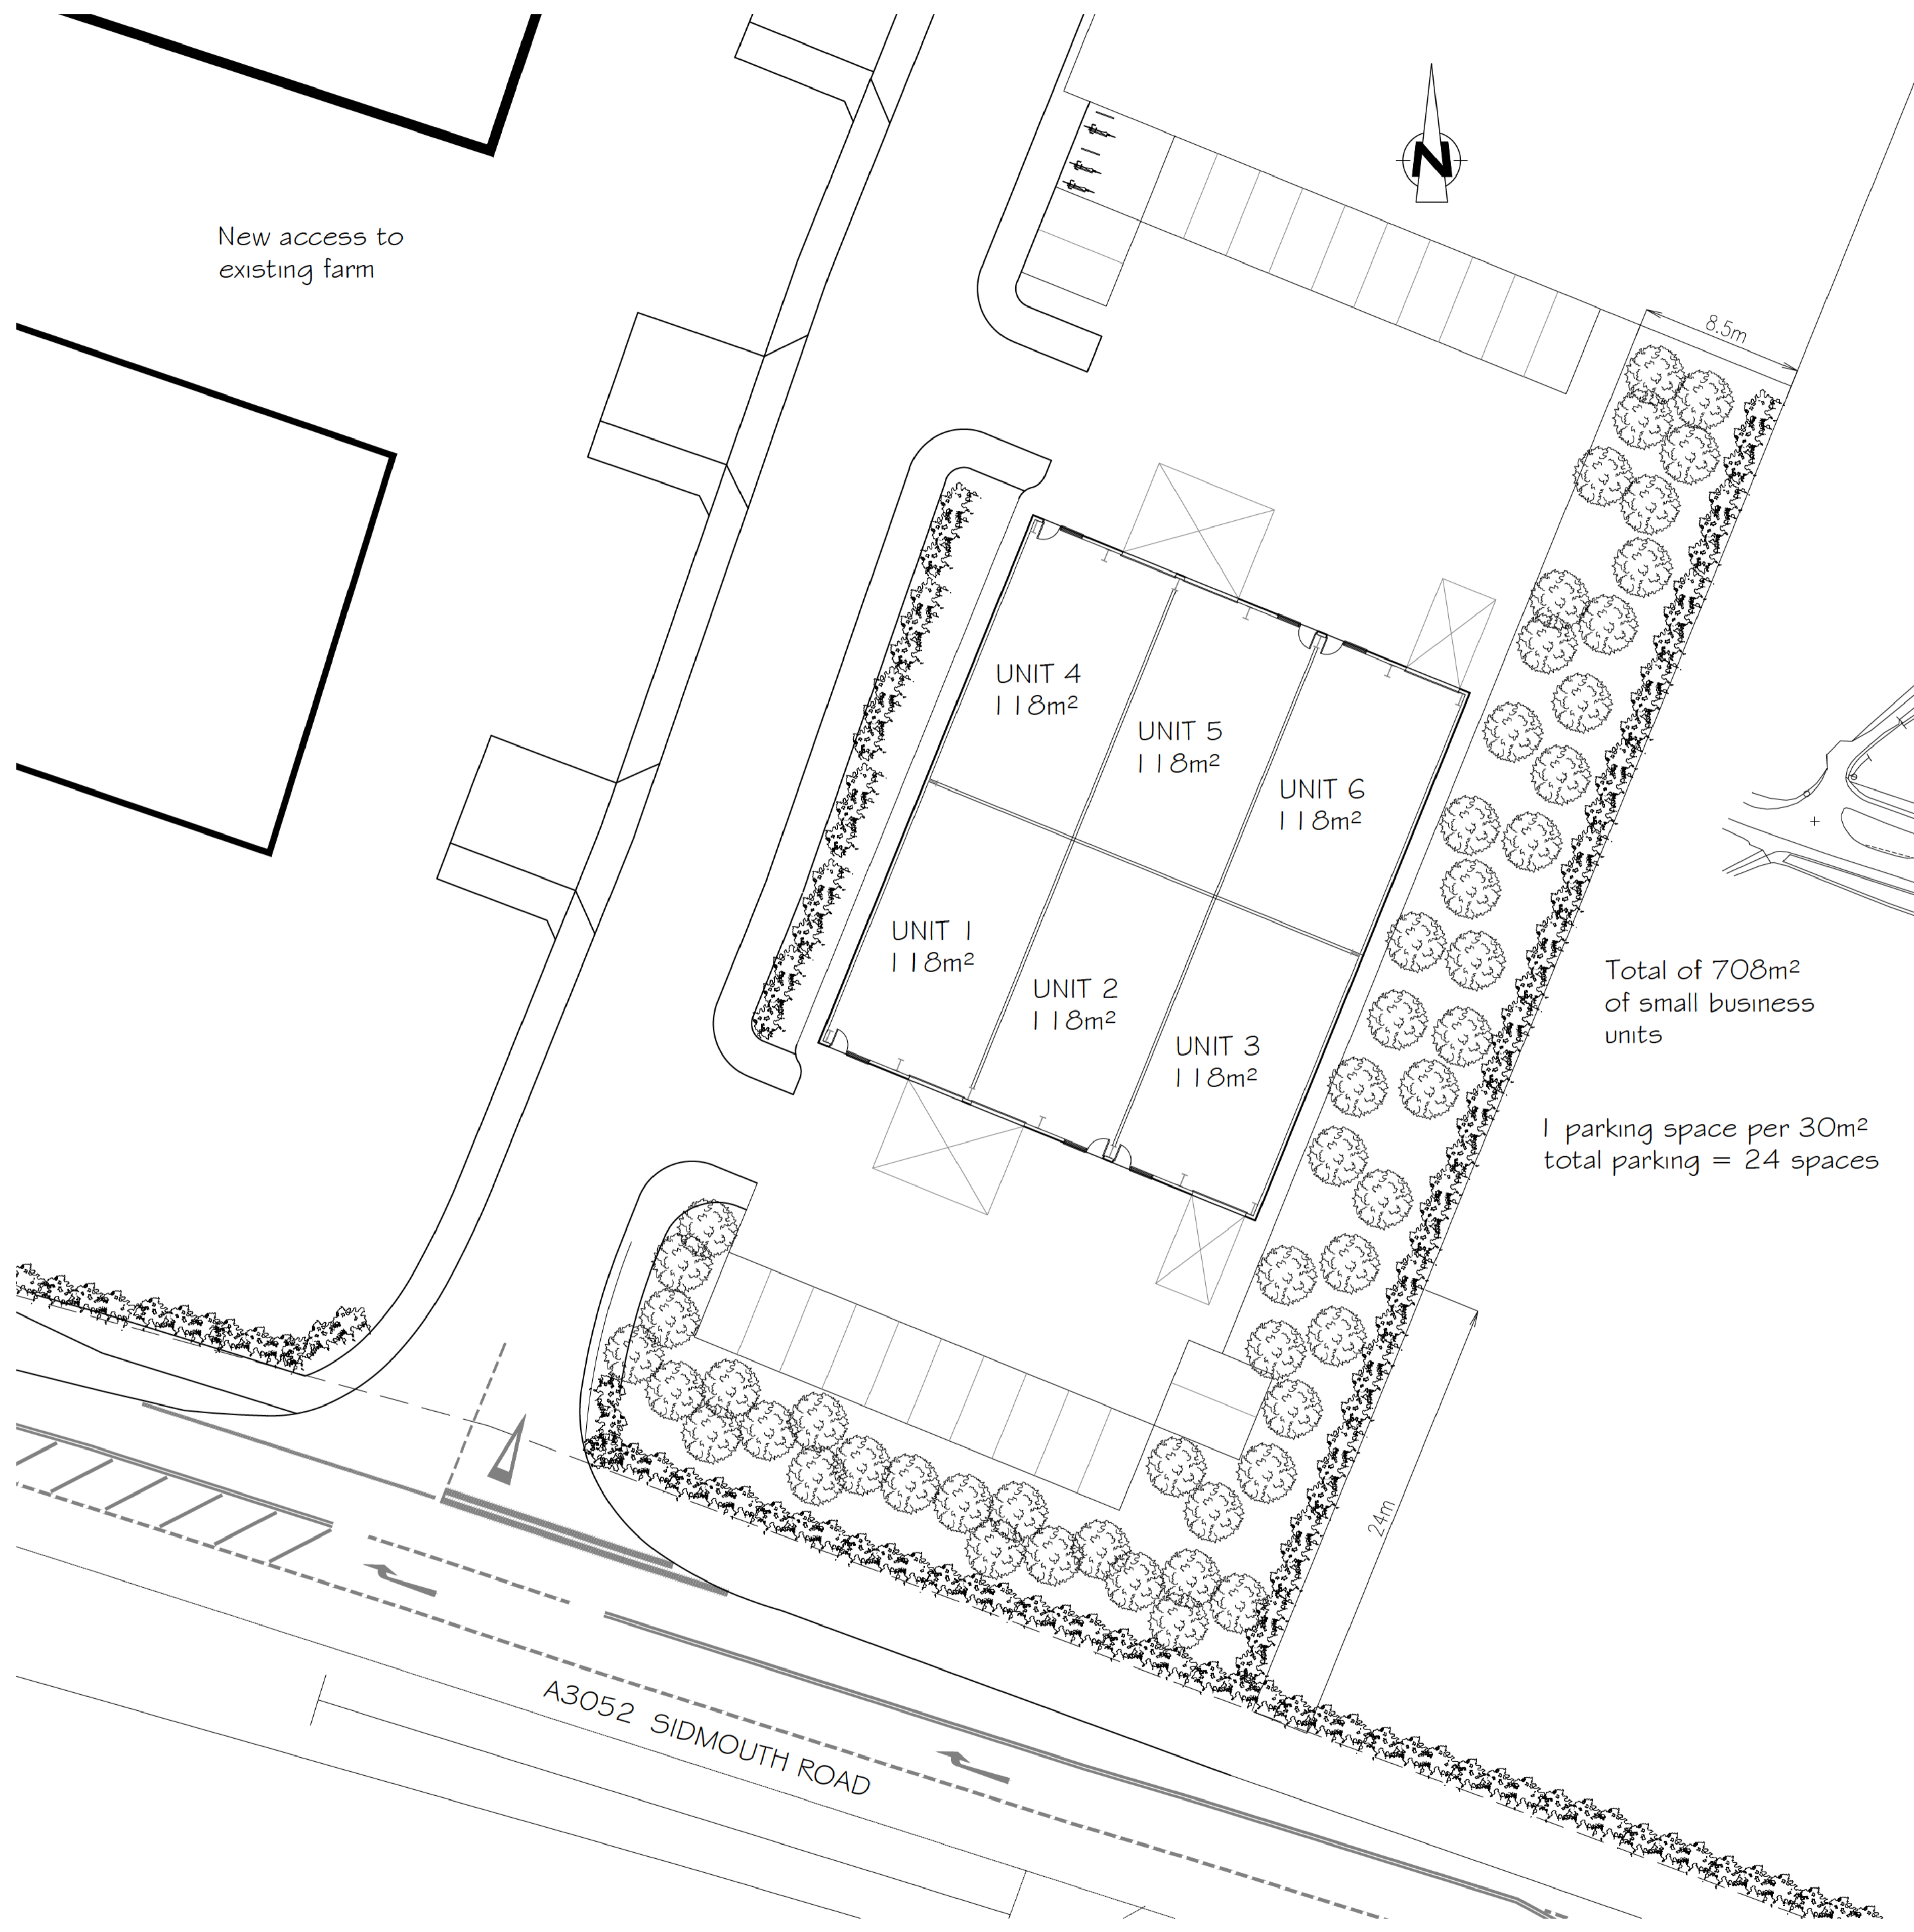 N
New access to
existing farm
8.5m
UNIT 4
118m²
UNIT 5
118m²
UNIT 6
118m²
UNIT 1
118m²
UNIT 2
118m²
UNIT 3
118m²
Total of 708m²
of small business
units
1 parking space per 30m²
total parking = 24 spaces
24m
A3052 SIDMOUTH ROAD